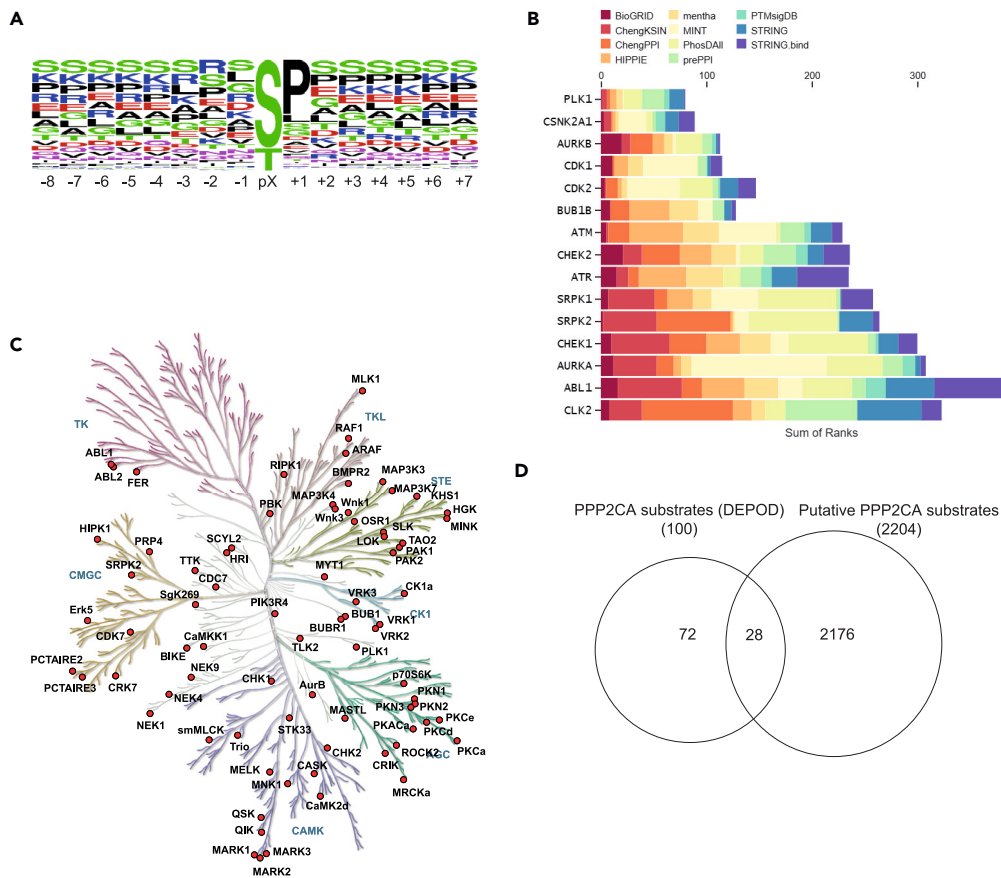 A
-8 -7 -6 -5 -4 -3 -2 -1 pX +1 +2 +3 +4 +5 +6 +7
B
BioGRID mentha PTMsigDB
ChengKSIN MINT STRING
ChengPPI PhosDAll STRING.bind
HIPPIE prePPI
0 100 200 300
PLK1
CSNK2A1
AURKB
CDK1
CDK2
BUB1B
ATM
CHEK2
ATR
SRPK1
SRPK2
CHEK1
AURKA
ABL1
CLK2
Sum of Ranks
C
MLK1
TK
TKL
RAF1
ARAF
ABL1
ABL2
FER
RIPK1
BMPR2
MAP3K3
STE
MAP3K7
KHS1
MAP3K4
Wnk1
HGK
PBK
Wnk3
OSR1
SLK
MINK
HIPK1
PRP4
SCYL2
LOK
TAO2
PAK1
HRI
PAK2
SRPK2
TTK
MYT1
CMGC
CDC7
CK1a
SgK269
PIK3R4
VRK3
CK1
Erk5
BUB1
VRK1
CDK7
CaMKK1
BUBR1
VRK2
BIKE
TLK2
PLK1
PCTAIRE2
NEK9
CHK1
p70S6K
PCTAIRE3
CRK7
NEK4
AurB
PKN1
PKN3
PKN2
NEK1
MASTL
PKCe
smMLCK
STK33
PKACa
PKCd
Trio
CHK2
ROCK2
PKCa
AGC
MELK
CASK
CRIK
MNK1
MRCKa
CaMK2d
QSK
QIK
CAMK
MARK1
MARK3
MARK2
D
PPP2CA substrates (DEPOD) Putative PPP2CA substrates
(100) (2204)
72 28 2176